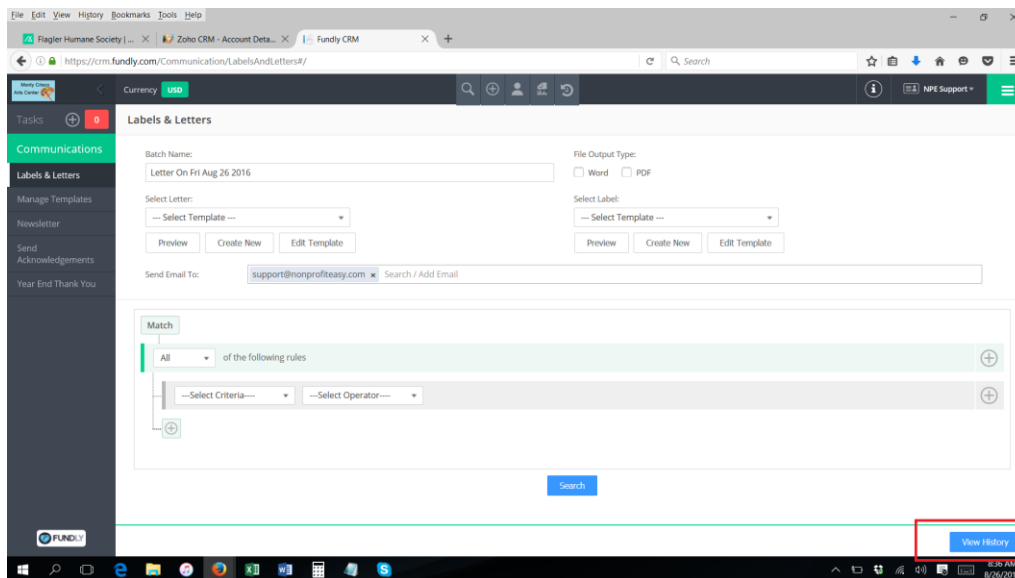 File Edit View History Bookmarks Tools Help
Flagler Humane Society | ... Zoho CRM - Account Deta... Fundly CRM
https://crm.fundly.com/Communication/LabelsAndLetters#/ Search
Currency USD NPE Support
Tasks 0 Labels & Letters
Communications
Labels & Letters
Manage Templates
Newsletter
Send
Acknowledgements
Year End Thank You
Batch Name: File Output Type:
Letter On Fri Aug 26 2016 Word PDF
Select Letter: Select Label:
--- Select Template --- --- Select Template ---
Preview Create New Edit Template Preview Create New Edit Template
Send Email To: support@nonprofiteasy.com x Search / Add Email
Match
All of the following rules
---Select Criteria---- ---Select Operator----
Search
FUNDLY
View History
8:36 AM
8/26/201